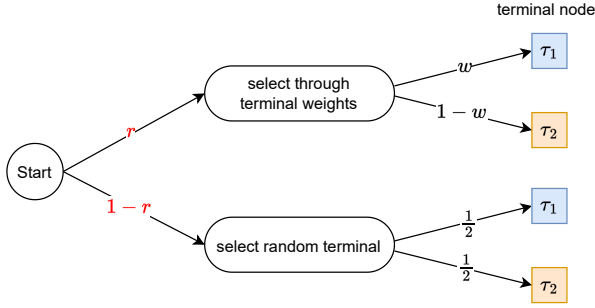 terminal node
τ₁
w
select through
terminal weights
1 − w
τ₂
r
Start
1 − r
τ₁
1/2
select random terminal
1/2
τ₂